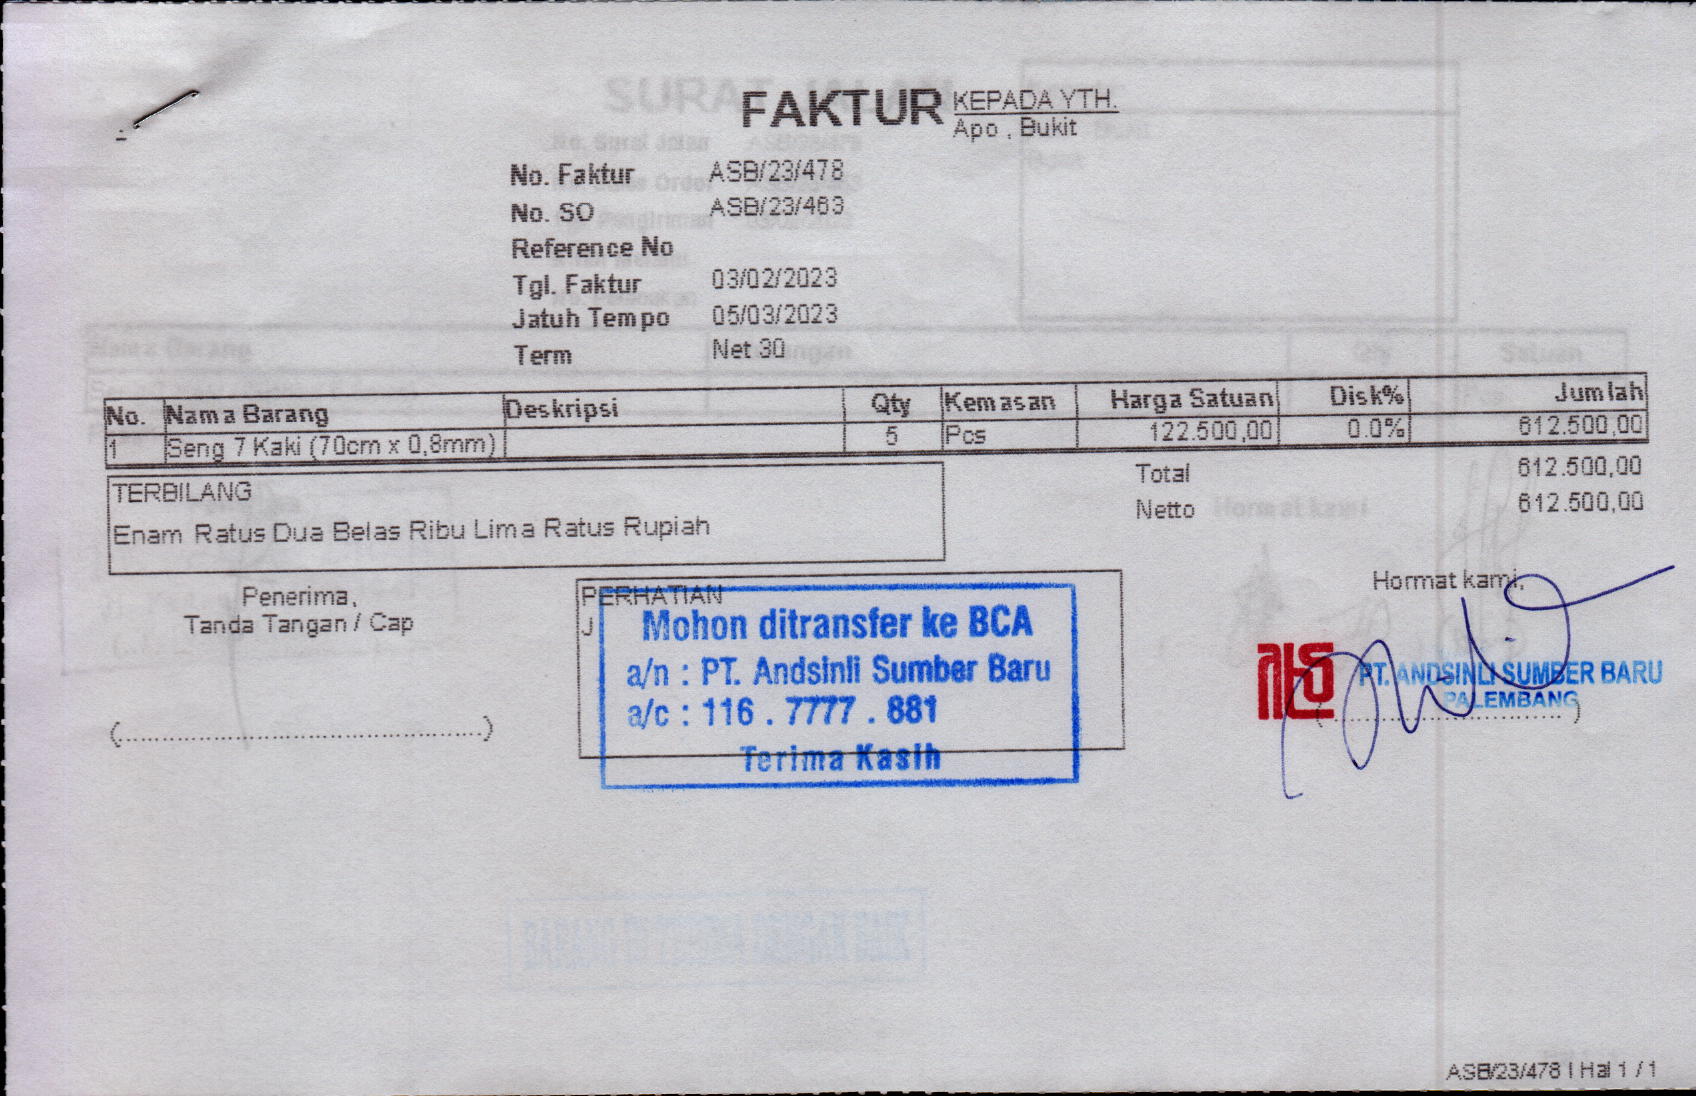 FAKTUR
KEPADA YTH.
Apo , Bukit
No. Faktur ASB/23/478
No. SO ASB/23/463
Reference No
Tgl. Faktur 03/02/2023
Jatuh Tempo 05/03/2023
Term Net 30
No. Nama Barang Deskripsi Qty Kemasan Harga Satuan Disk% Jumlah
1 Seng 7 Kaki (70cm x 0,8mm) 5 Pcs 122.500,00 0.0% 612.500,00
Total 612.500,00
Netto 612.500,00
TERBILANG
Enam Ratus Dua Belas Ribu Lima Ratus Rupiah
Penerima,
Tanda Tangan / Cap
(................................................)
PERHATIAN
J
Mohon ditransfer ke BCA
a/n : PT. Andsinli Sumber Baru
a/c : 116 . 7777 . 881
Terima Kasih
Hormat kami,
PT. ANDSINLI SUMBER BARU
PALEMBANG
ASB/23/478 | Hal 1 / 1